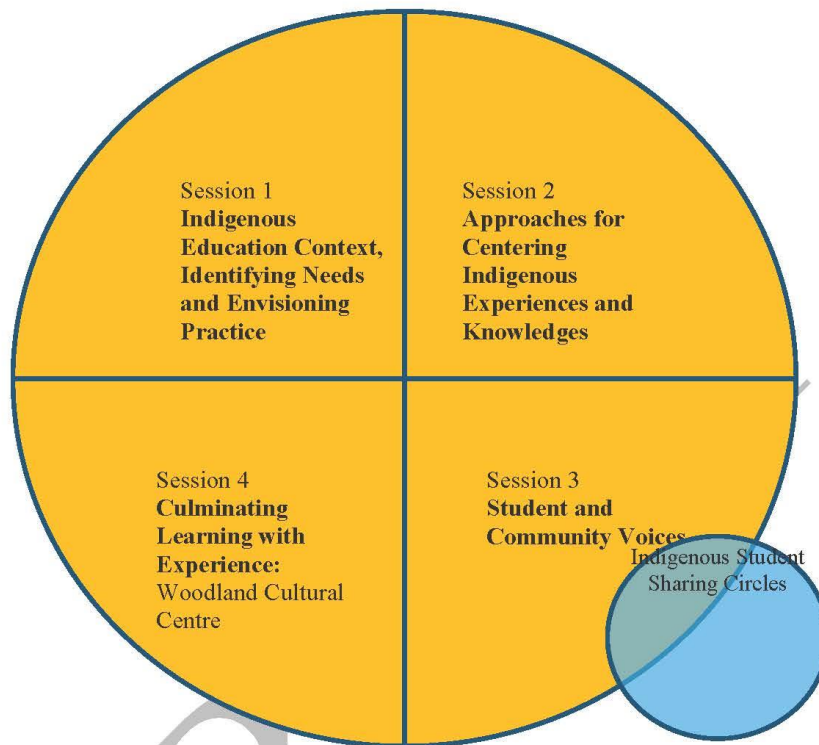 Session 1
Indigenous
Education Context,
Identifying Needs
and Envisioning
Practice
Session 2
Approaches for
Centering
Indigenous
Experiences and
Knowledges
Session 4
Culminating
Learning with
Experience:
Woodland Cultural
Centre
Session 3
Student and
Community Voices
Indigenous Student
Sharing Circles